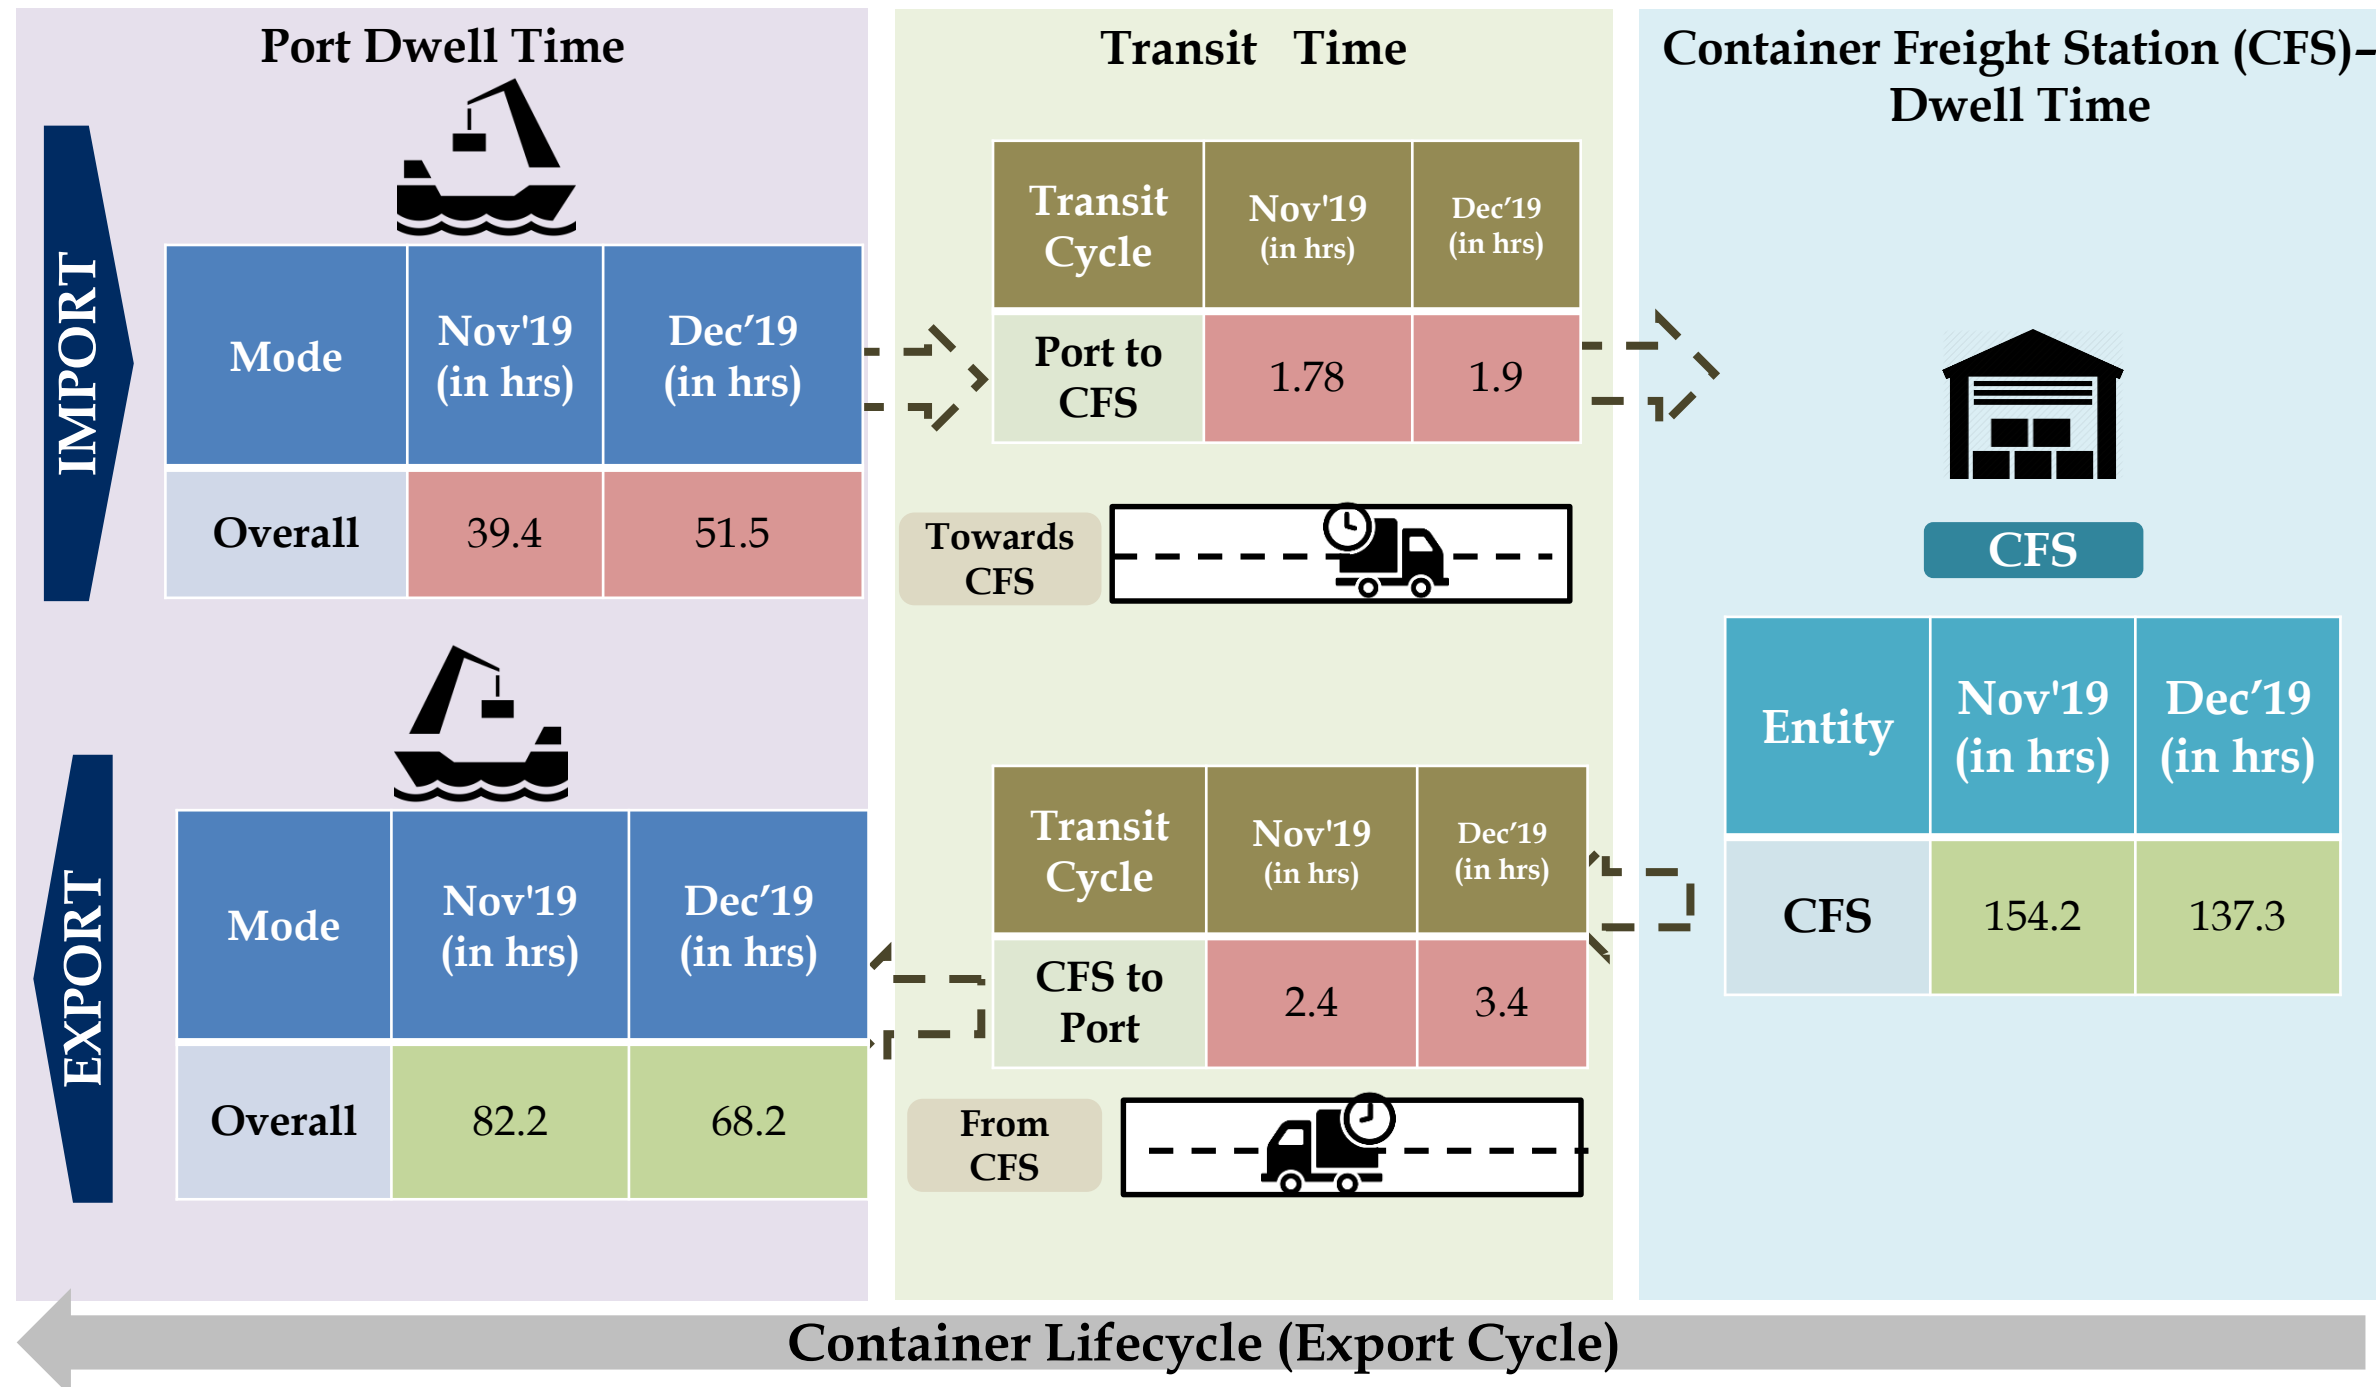 Port Dwell Time
Transit Time
Container Freight Station (CFS)–
Dwell Time
IMPORT
Mode
Nov'19
(in hrs)
Dec’19
(in hrs)
Overall
39.4
51.5
Transit
Cycle
Nov'19
(in hrs)
Dec’19
(in hrs)
Port to
CFS
1.78
1.9
Towards
CFS
CFS
Entity
Nov'19
(in hrs)
Dec’19
(in hrs)
CFS
154.2
137.3
EXPORT
Mode
Nov'19
(in hrs)
Dec’19
(in hrs)
Overall
82.2
68.2
Transit
Cycle
Nov'19
(in hrs)
Dec’19
(in hrs)
CFS to
Port
2.4
3.4
From
CFS
Container Lifecycle (Export Cycle)